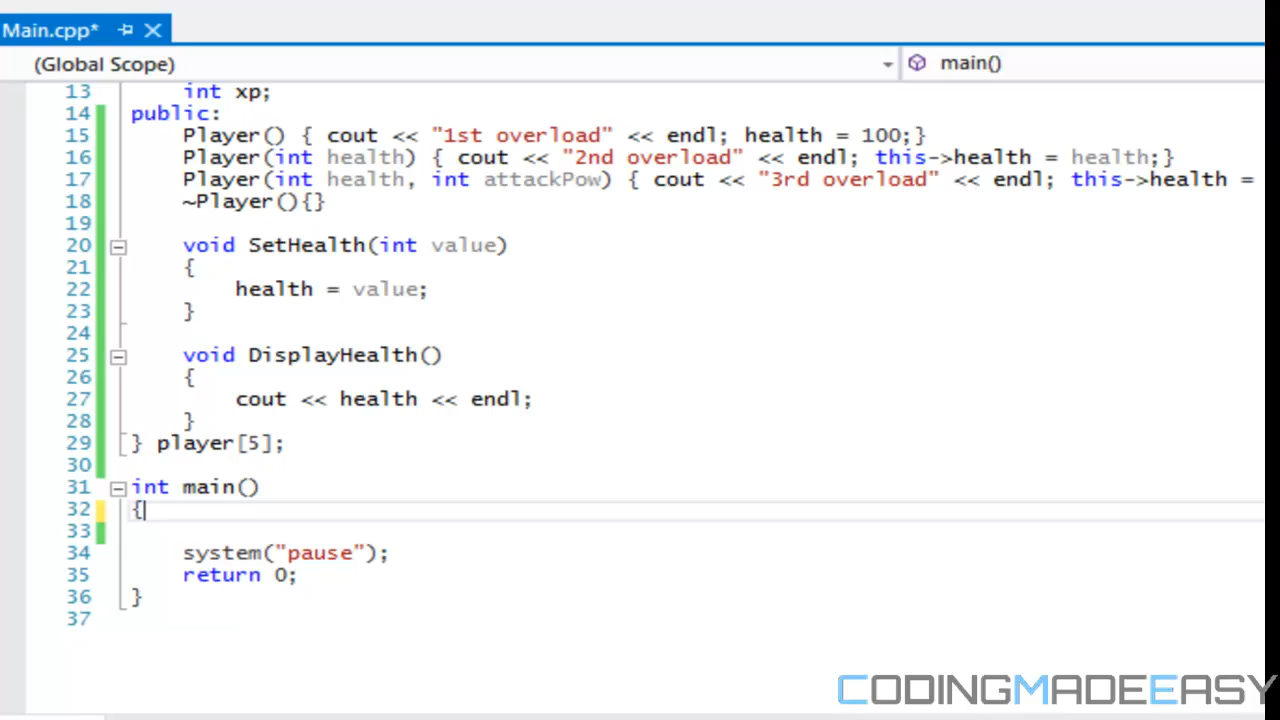 Main.cpp*
(Global Scope) main()
13 int xp;
14 public:
15 Player() { cout << "1st overload" << endl; health = 100;}
16 Player(int health) { cout << "2nd overload" << endl; this->health = health;}
17 Player(int health, int attackPow) { cout << "3rd overload" << endl; this->health =
18 ~Player(){}
19
20 void SetHealth(int value)
21 {
22 health = value;
23 }
24
25 void DisplayHealth()
26 {
27 cout << health << endl;
28 }
29 } player[5];
30
31 int main()
32 {
33
34 system("pause");
35 return 0;
36 }
37
CODINGMADEEASY